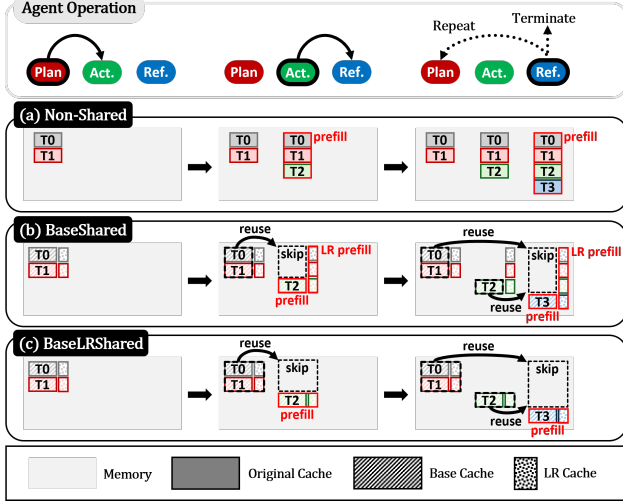 Agent Operation
Repeat
Terminate
Plan
Act.
Ref.
Plan
Act.
Ref.
Plan
Act.
Ref.
(a) Non-Shared
T0
T1
T0
T1
T0
T1
T2
prefill
T0
T1
T0
T1
T2
T0
T1
T2
T3
prefill
(b) BaseShared
T0
T1
reuse
T0
T1
skip
T2
LR prefill
prefill
reuse
T0
T1
T2
reuse
skip
T3
LR prefill
prefill
(c) BaseLRShared
T0
T1
reuse
T0
T1
skip
T2
prefill
reuse
T0
T1
T2
reuse
skip
T3
prefill
Memory
Original Cache
Base Cache
LR Cache